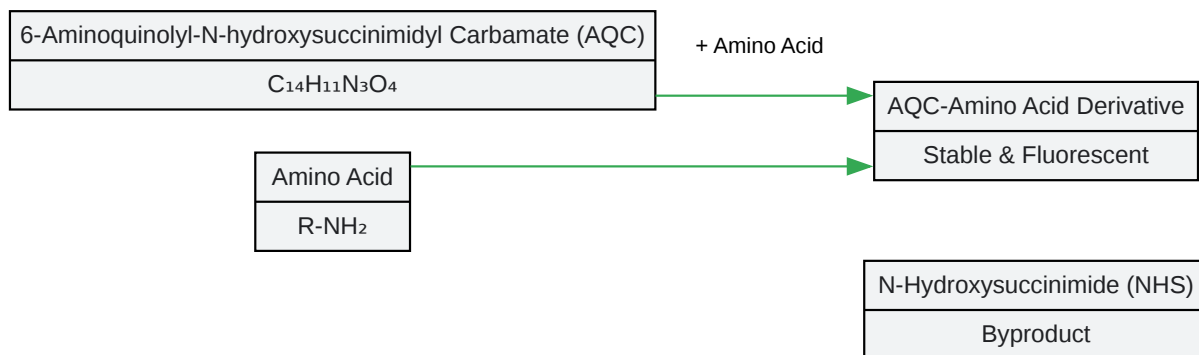 6-Aminoquinolyl-N-hydroxysuccinimidyl Carbamate (AQC)
C₁₄H₁₁N₃O₄
+ Amino Acid
AQC-Amino Acid Derivative
Stable & Fluorescent
Amino Acid
R-NH₂
N-Hydroxysuccinimide (NHS)
Byproduct